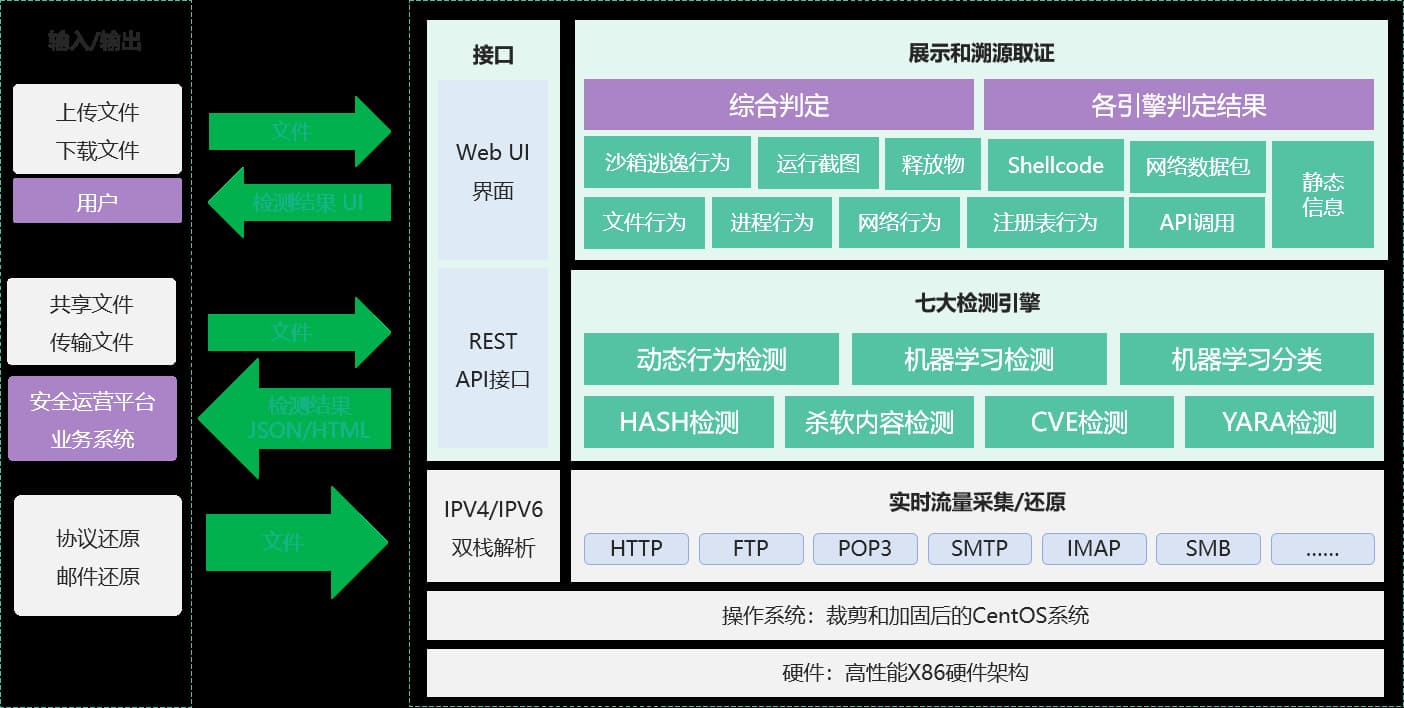 输入/输出
上传文件
下载文件
用户
共享文件
传输文件
安全运营平台
业务系统
协议还原
邮件还原
文件
检测结果 UI
文件
检测结果
JSON/HTML
文件
接口
Web UI
界面
REST
API接口
IPV4/IPV6
双栈解析
展示和溯源取证
综合判定
各引擎判定结果
沙箱逃逸行为
运行截图
释放物
Shellcode
网络数据包
静态
信息
文件行为
进程行为
网络行为
注册表行为
API调用
七大检测引擎
动态行为检测
机器学习检测
机器学习分类
HASH检测
杀软内容检测
CVE检测
YARA检测
实时流量采集/还原
HTTP
FTP
POP3
SMTP
IMAP
SMB
......
操作系统：裁剪和加固后的CentOS系统
硬件：高性能X86硬件架构